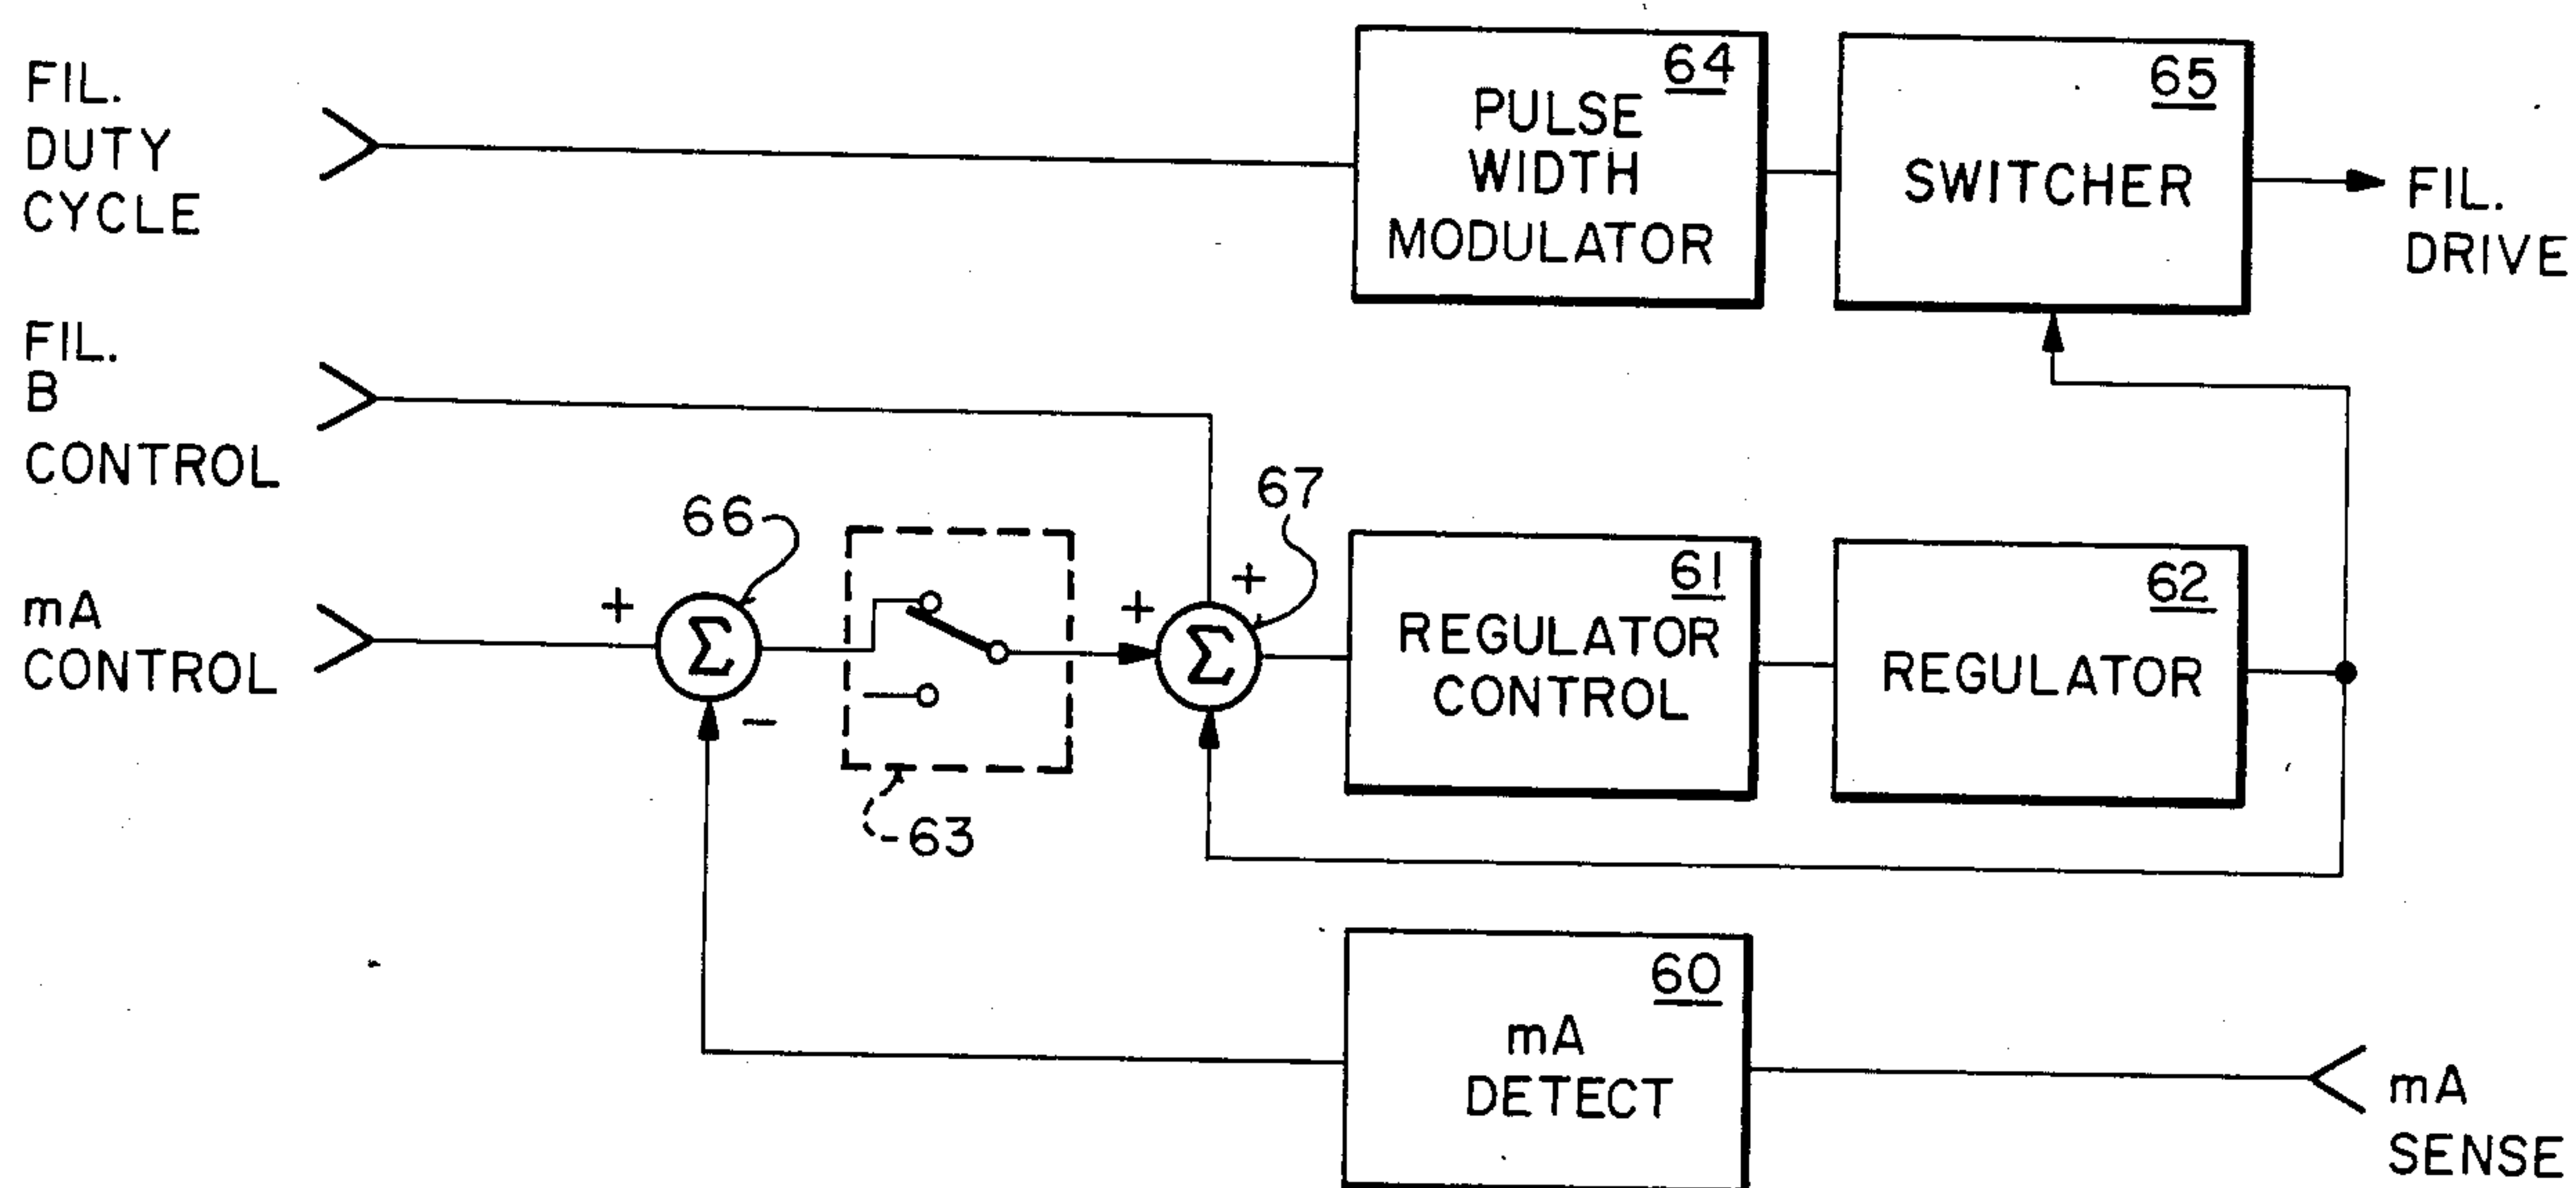 FIL.
DUTY
CYCLE
64
PULSE
WIDTH
MODULATOR
65
SWITCHER
FIL.
DRIVE
FIL.
B
CONTROL
mA
CONTROL
+
66
Σ
−
63
+
+
67
Σ
61
REGULATOR
CONTROL
62
REGULATOR
60
mA
DETECT
mA
SENSE